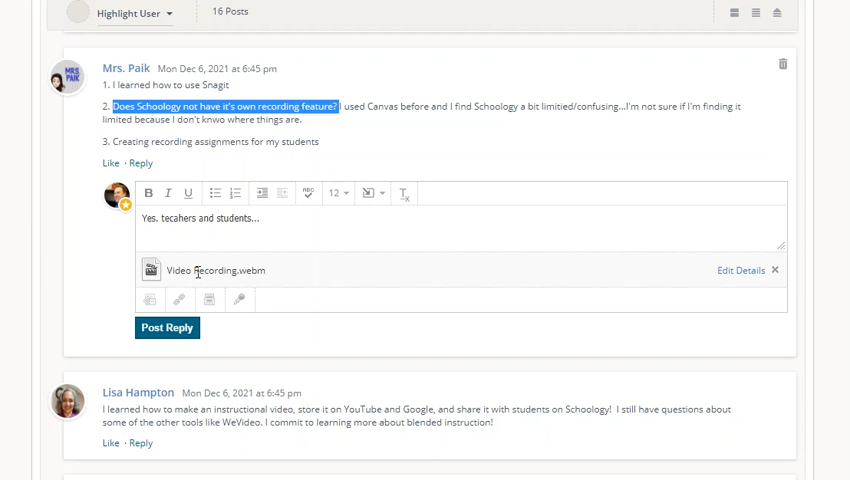 Highlight User
16 Posts
MRS.
PAIK
Mrs. Paik Mon Dec 6, 2021 at 6:45 pm
1. I learned how to use Snagit
2. Does Schoology not have it's own recording feature? I used Canvas before and I find Schoology a bit limitied/confusing...I'm not sure if I'm finding it
limited because I don't knwo where things are.
3. Creating recording assignments for my students
Like · Reply
B I U ABC 12 Tx
Yes. tecahers and students...
Video Recording.webm Edit Details ×
Post Reply
Lisa Hampton Mon Dec 6, 2021 at 6:45 pm
I learned how to make an instructional video, store it on YouTube and Google, and share it with students on Schoology!  I still have questions about
some of the other tools like WeVideo. I commit to learning more about blended instruction!
Like · Reply